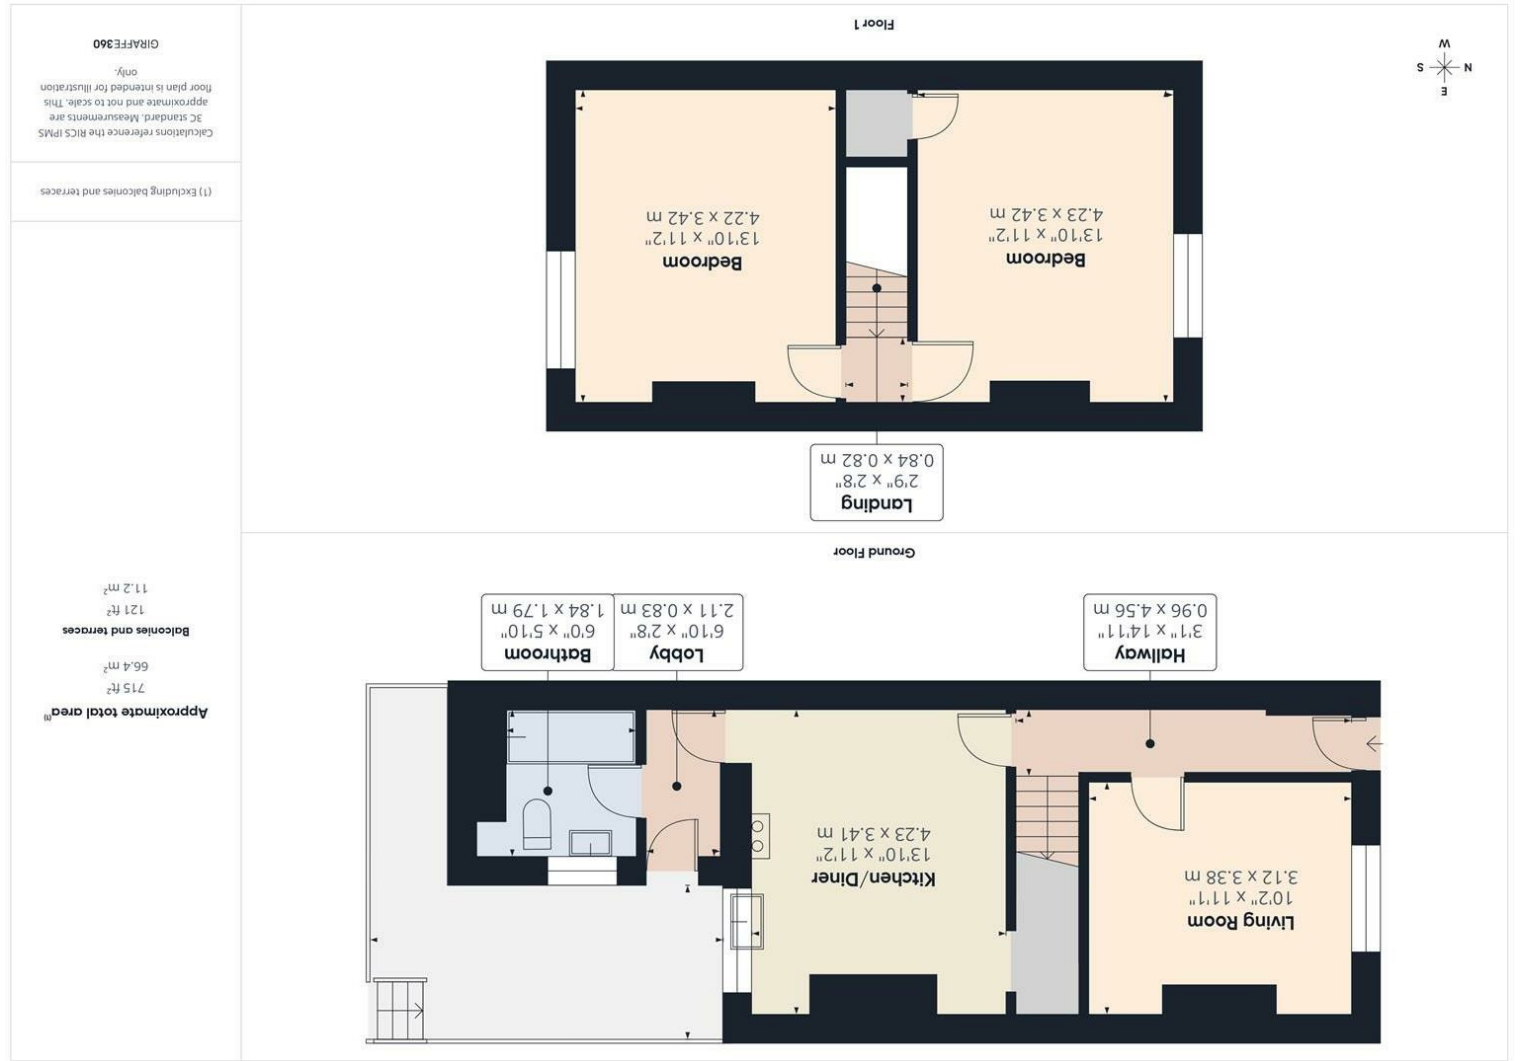 Living Room
10'2" x 11'1"
3.12 x 3.38 m
Kitchen/Diner
13'10" x 11'2"
4.23 x 3.41 m
Hallway
3'1" x 14'11"
0.96 x 4.56 m
Lobby
6'10" x 2'8"
2.11 x 0.83 m
Bathroom
6'0" x 5'10"
1.84 x 1.79 m
Ground Floor
Landing
2'9" x 2'8"
0.84 x 0.82 m
Bedroom
13'10" x 11'2"
4.23 x 3.42 m
Bedroom
13'10" x 11'2"
4.22 x 3.42 m
E
N S
W
Floor 1
Approximate total area⁽¹⁾
715 ft²
66.4 m²
Balconies and terraces
121 ft²
11.2 m²
(1) Excluding balconies and terraces
Calculations reference the RICS IPMS
3C standard. Measurements are
approximate and not to scale. This
floor plan is intended for illustration
only.
GIRAFFE360